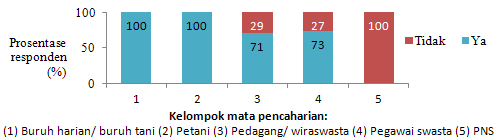 Prosentase
responden
(%)
100
50
0
100 100 29 27 100
71 73
1 2 3 4 5
Tidak Ya
Kelompok mata pencaharian:
(1) Buruh harian/ buruh tani (2) Petani (3) Pedagang/ wiraswasta (4) Pegawai swasta (5) PNS